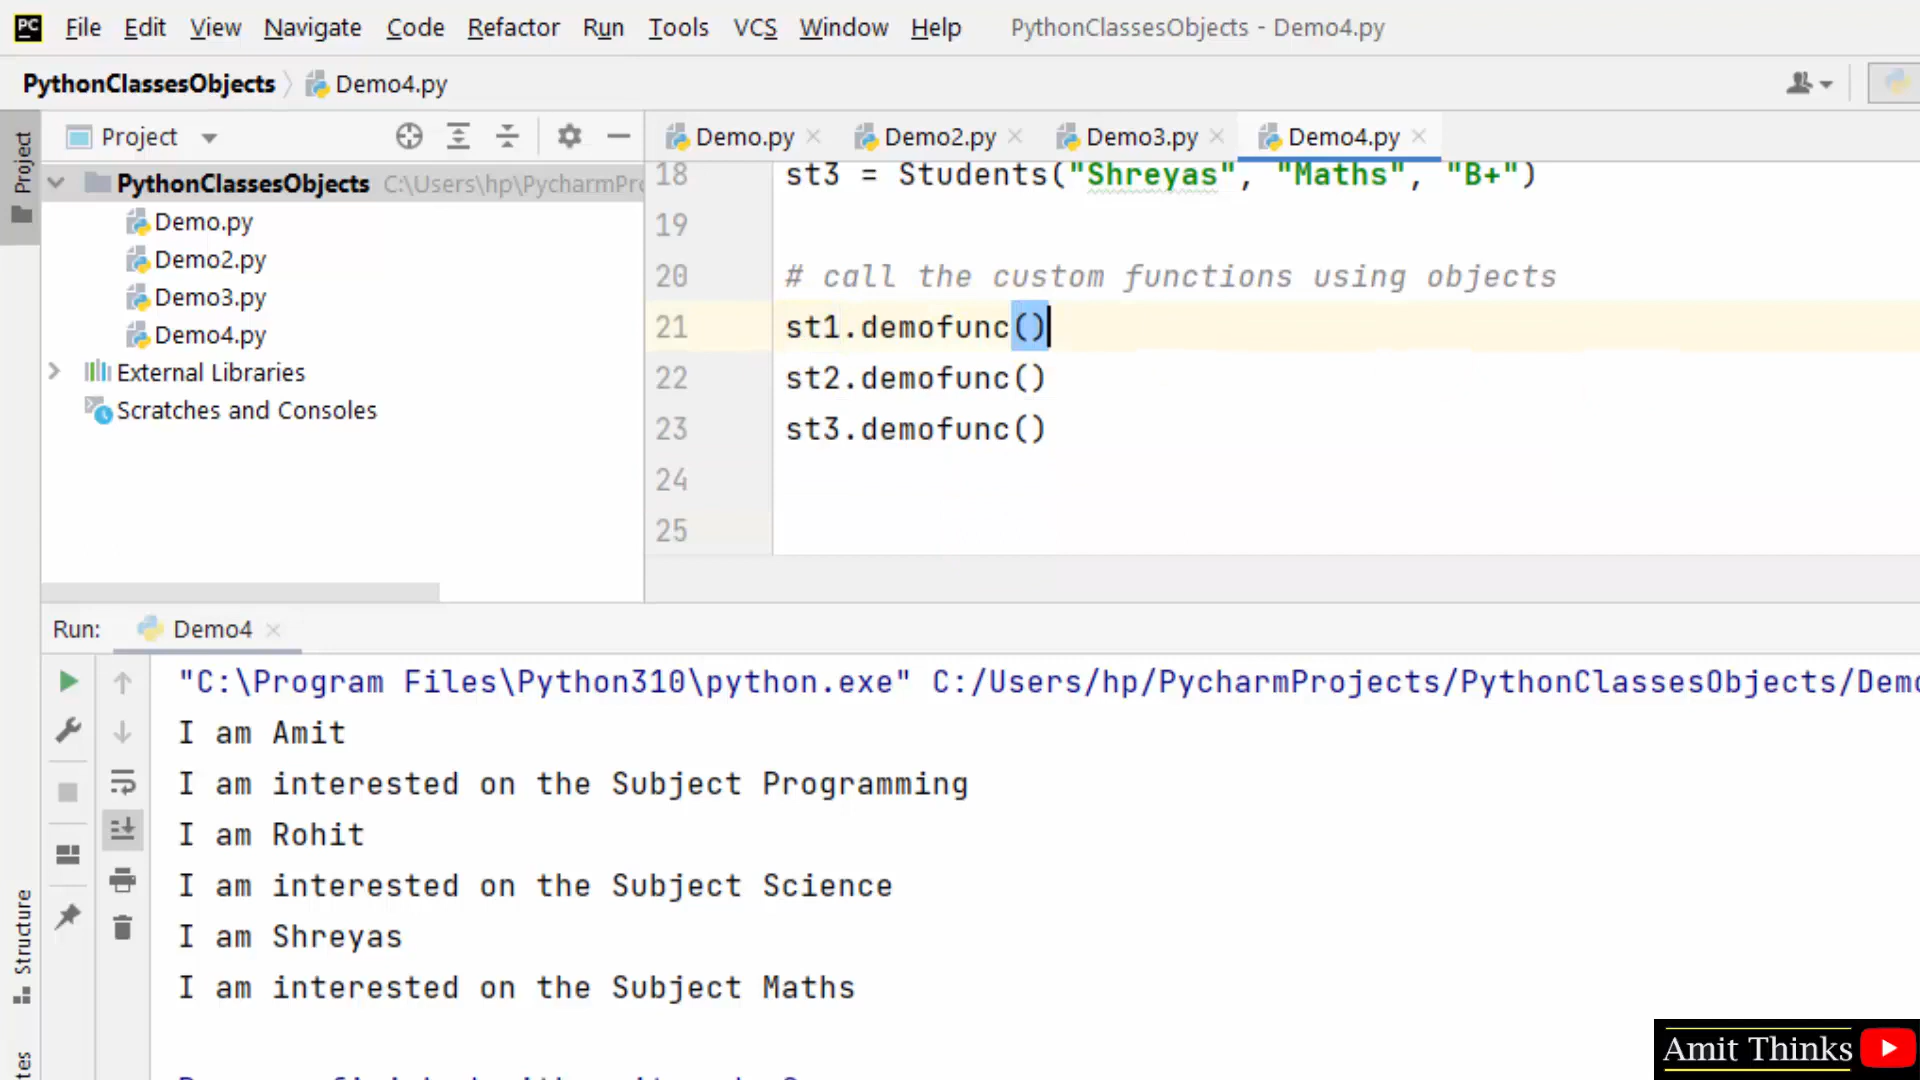 PC File Edit View Navigate Code Refactor Run Tools VCS Window Help PythonClassesObjects - Demo4.py
PythonClassesObjects Demo4.py
Project
Project
Demo.py Demo2.py Demo3.py Demo4.py
PythonClassesObjects C:\Users\hp\PycharmPr
Demo.py
Demo2.py
Demo3.py
Demo4.py
External Libraries
Scratches and Consoles
18 st3 = Students("Shreyas", "Maths", "B+")
19
20 # call the custom functions using objects
21 st1.demofunc()
22 st2.demofunc()
23 st3.demofunc()
24
25
Run: Demo4
"C:\Program Files\Python310\python.exe" C:/Users/hp/PycharmProjects/PythonClassesObjects/Dem
I am Amit
I am interested on the Subject Programming
I am Rohit
I am interested on the Subject Science
I am Shreyas
I am interested on the Subject Maths
Structure
Amit Thinks